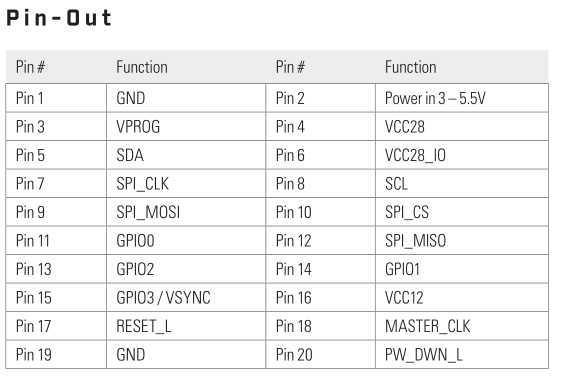 Pin-Out
Pin # Function Pin # Function
Pin 1 GND Pin 2 Power in 3 – 5.5V
Pin 3 VPROG Pin 4 VCC28
Pin 5 SDA Pin 6 VCC28_IO
Pin 7 SPI_CLK Pin 8 SCL
Pin 9 SPI_MOSI Pin 10 SPI_CS
Pin 11 GPIO0 Pin 12 SPI_MISO
Pin 13 GPIO2 Pin 14 GPIO1
Pin 15 GPIO3 / VSYNC Pin 16 VCC12
Pin 17 RESET_L Pin 18 MASTER_CLK
Pin 19 GND Pin 20 PW_DWN_L